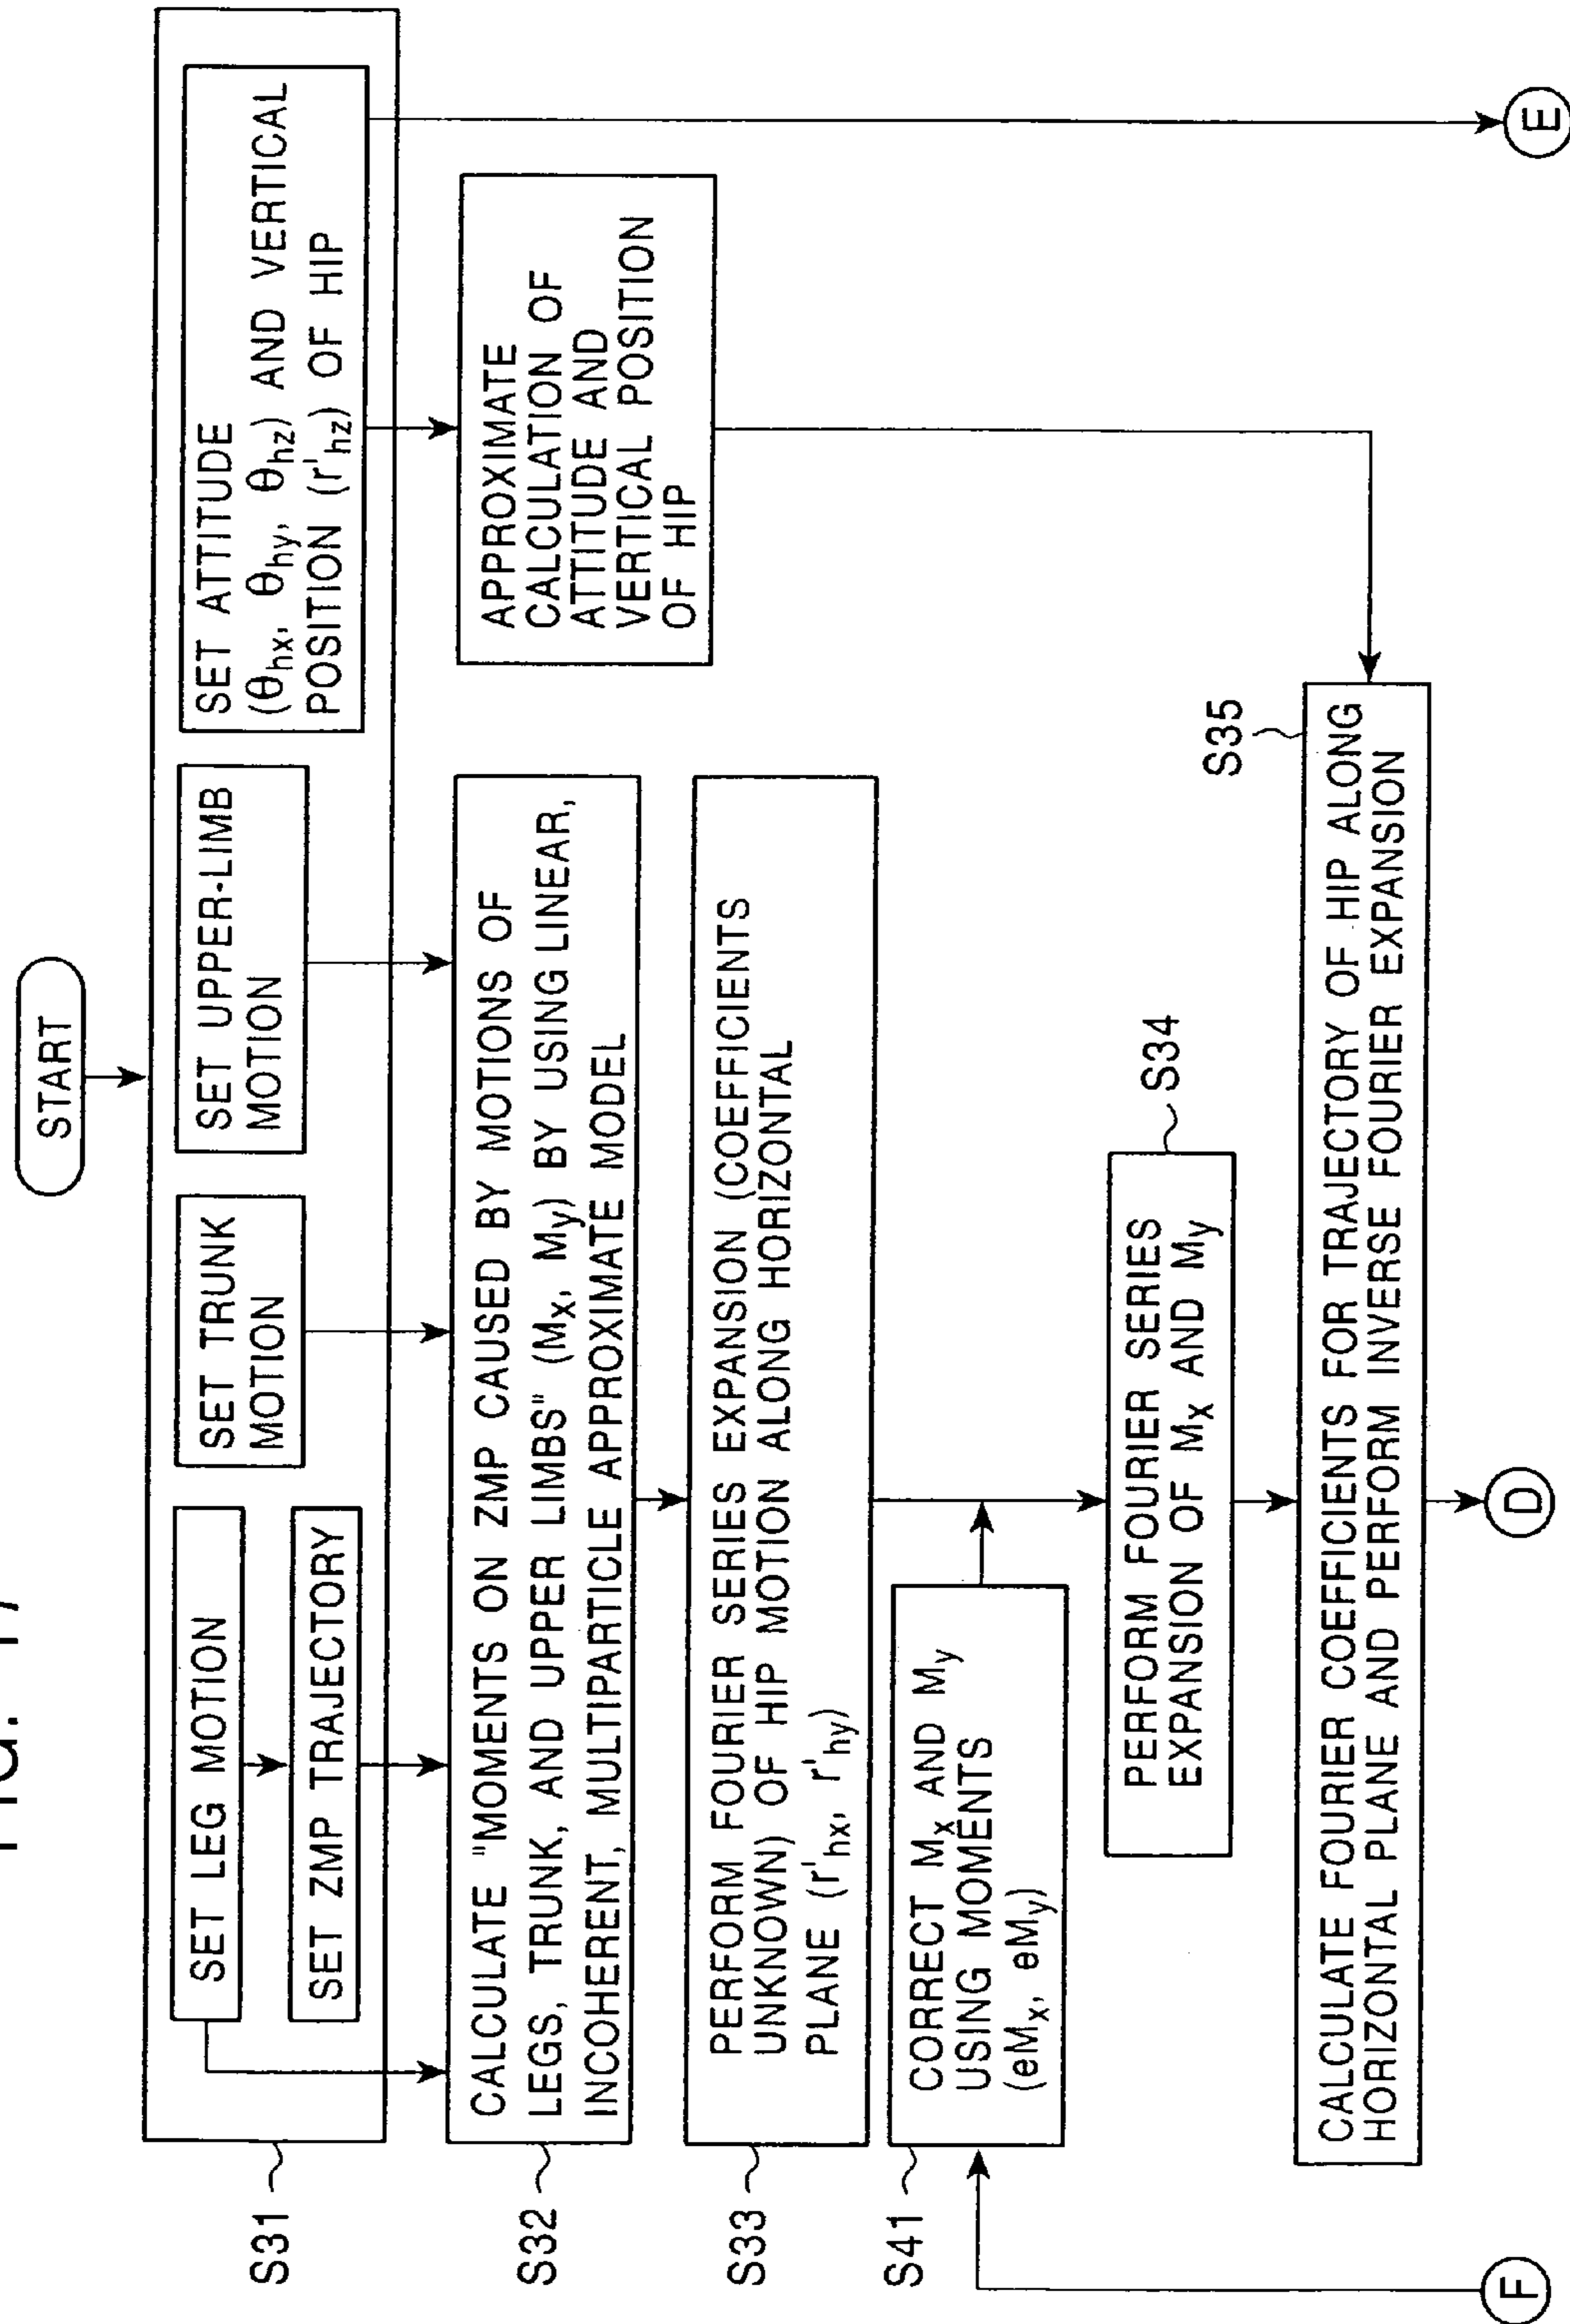 FIG. 17
START
S31
SET LEG MOTION
SET ZMP TRAJECTORY
SET TRUNK
MOTION
SET UPPER-LIMB
MOTION
SET ATTITUDE
(θhx, θhy, θhz) AND VERTICAL
POSITION (r'hz) OF HIP
S32
CALCULATE "MOMENTS ON ZMP CAUSED BY MOTIONS OF
LEGS, TRUNK, AND UPPER LIMBS" (Mx, My) BY USING LINEAR,
INCOHERENT, MULTIPARTICLE APPROXIMATE MODEL
APPROXIMATE
CALCULATION OF
ATTITUDE AND
VERTICAL POSITION
OF HIP
S33
PERFORM FOURIER SERIES EXPANSION (COEFFICIENTS
UNKNOWN) OF HIP MOTION ALONG HORIZONTAL
PLANE (r'hx, r'hy)
S41
CORRECT Mx AND My
USING MOMENTS
(eMx, eMy)
S34
PERFORM FOURIER SERIES
EXPANSION OF Mx AND My
S35
CALCULATE FOURIER COEFFICIENTS FOR TRAJECTORY OF HIP ALONG
HORIZONTAL PLANE AND PERFORM INVERSE FOURIER EXPANSION
F
D
E